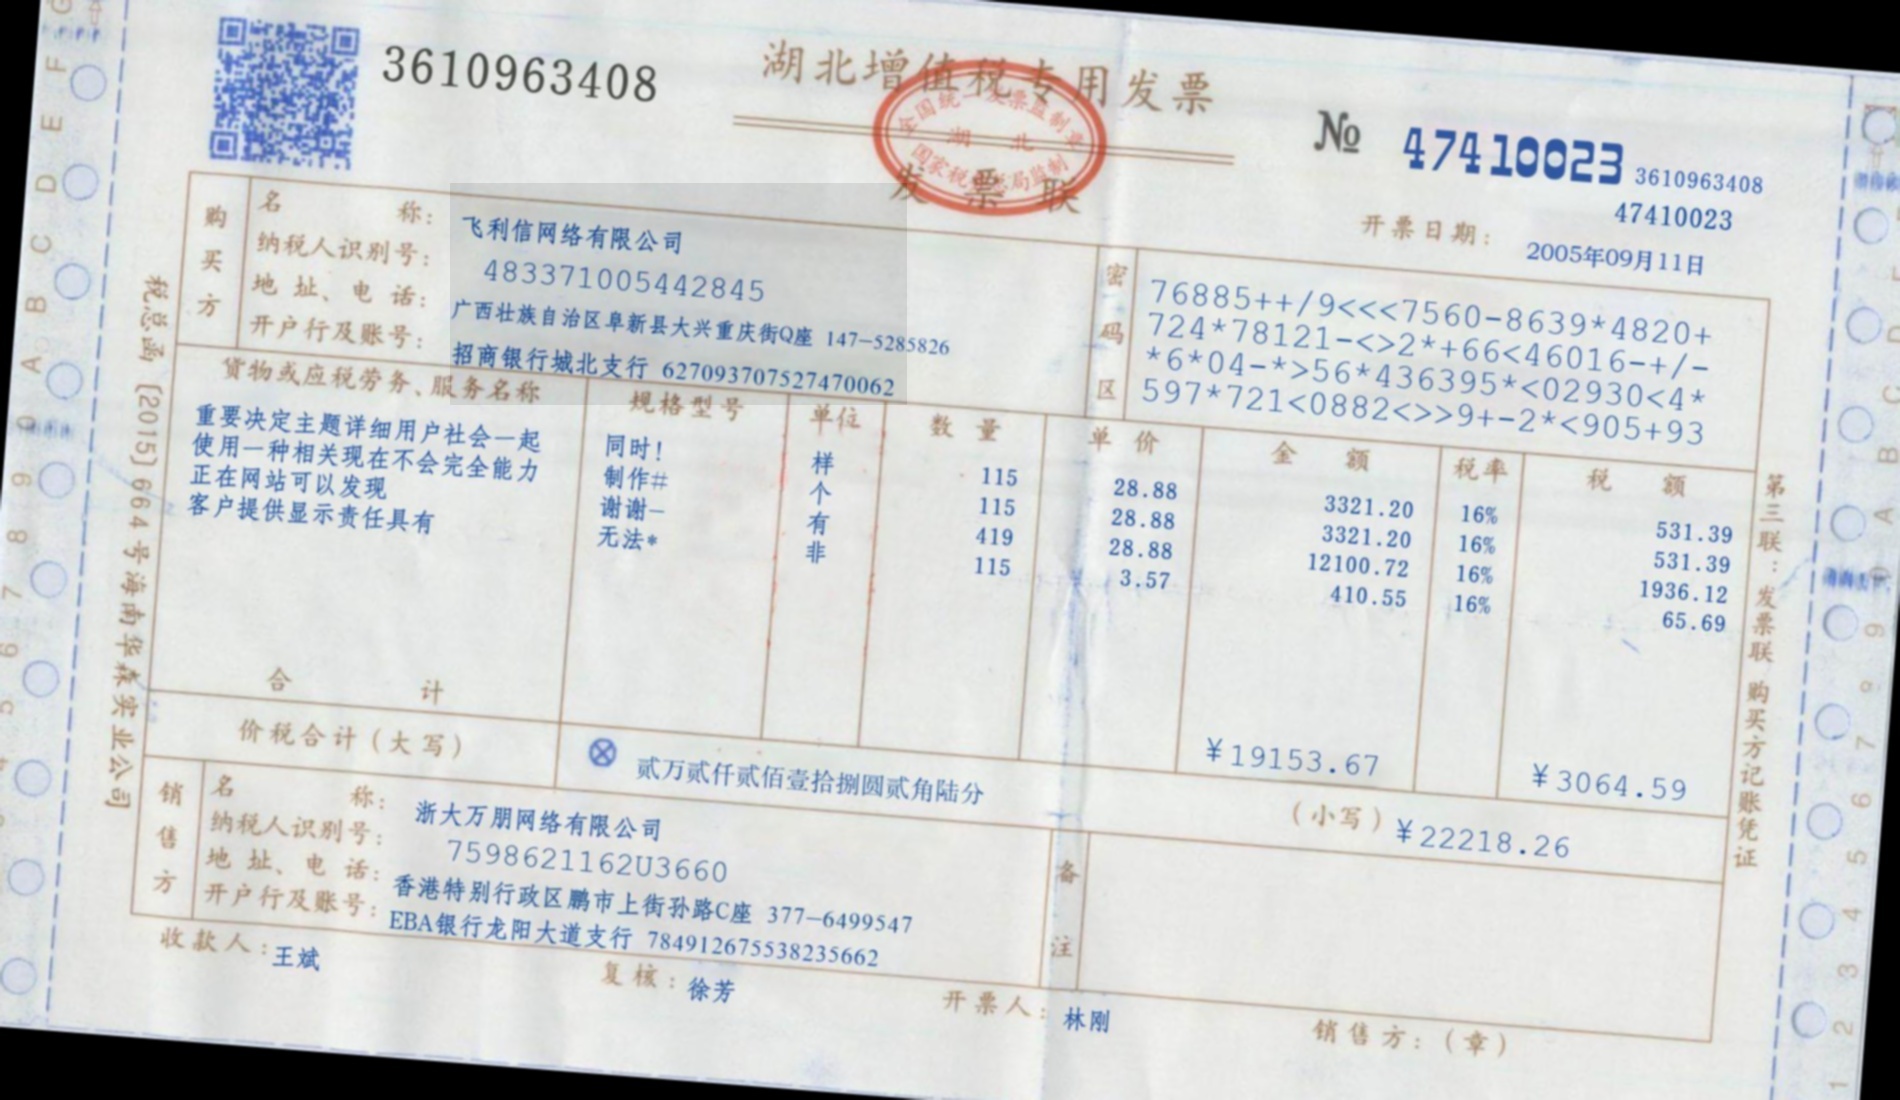 3610963408
湖北增值税专用发票
全国统一发票监制章
湖 北
国家税务总局监制
发 票 联
№ 47410023 3610963408
47410023
开票日期： 2005年09月11日
购买方
名 称： 飞利信网络有限公司
纳税人识别号： 483371005442845
地 址、电 话： 广西壮族自治区阜新县大兴重庆街Q座 147-5285826
开户行及账号： 招商银行城北支行 6270937075274​70062
密码区
76885++/9<<<7560-8639*4820+
724*78121-<>2*+66<46016-+/-
*6*04-*>56*436395*<02930<4*
597*721<0882<>>9+-2*<905+93
货物或应税劳务、服务名称 规格型号 单位 数 量 单 价 金 额 税率 税 额
重要决定主题详细用户社会一起 同时! 样 115 28.88 3321.20 16% 531.39
使用一种相关现在不会完全能力 制作# 个 115 28.88 3321.20 16% 531.39
正在网站可以发现 谢谢- 有 419 28.88 12100.72 16% 1936.12
客户提供显示责任具有 无法* 非 115 3.57 410.55 16% 65.69
合 计 ¥19153.67 ¥3064.59
价税合计（大写） 贰万贰仟贰佰壹拾捌圆贰角陆分 （小写）¥22218.26
销售方
名 称： 浙大万朋网络有限公司
纳税人识别号： 7598621162U3660
地 址、电 话： 香港特别行政区鹏市上街孙路C座 377-6499547
开户行及账号： EBA银行龙阳大道支行 784912675538235662
备注
收款人：王斌 复核：徐芳 开票人：林刚 销售方：（章）
税总函〔2015〕664号海南华森实业公司
第三联：发票联 购买方记账凭证